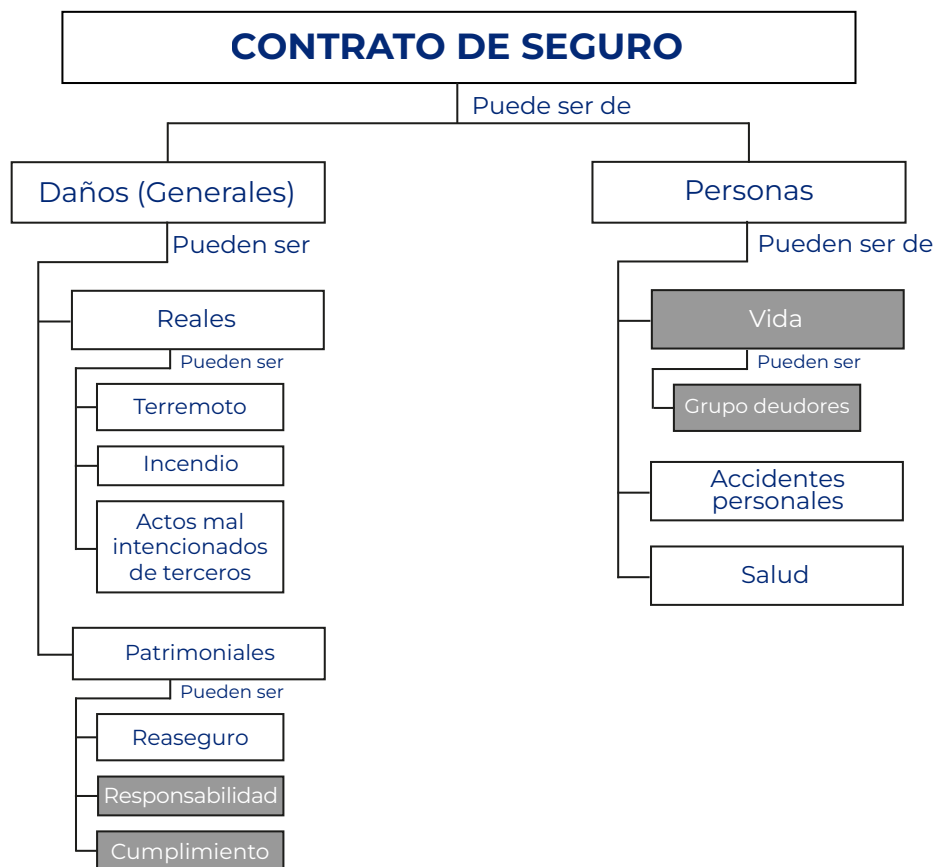 CONTRATO DE SEGURO
Puede ser de
Daños (Generales)
Pueden ser
Reales
Pueden ser
Terremoto
Incendio
Actos mal
intencionados
de terceros
Patrimoniales
Pueden ser
Reaseguro
Responsabilidad
Cumplimiento
Personas
Pueden ser de
Vida
Pueden ser
Grupo deudores
Accidentes
personales
Salud